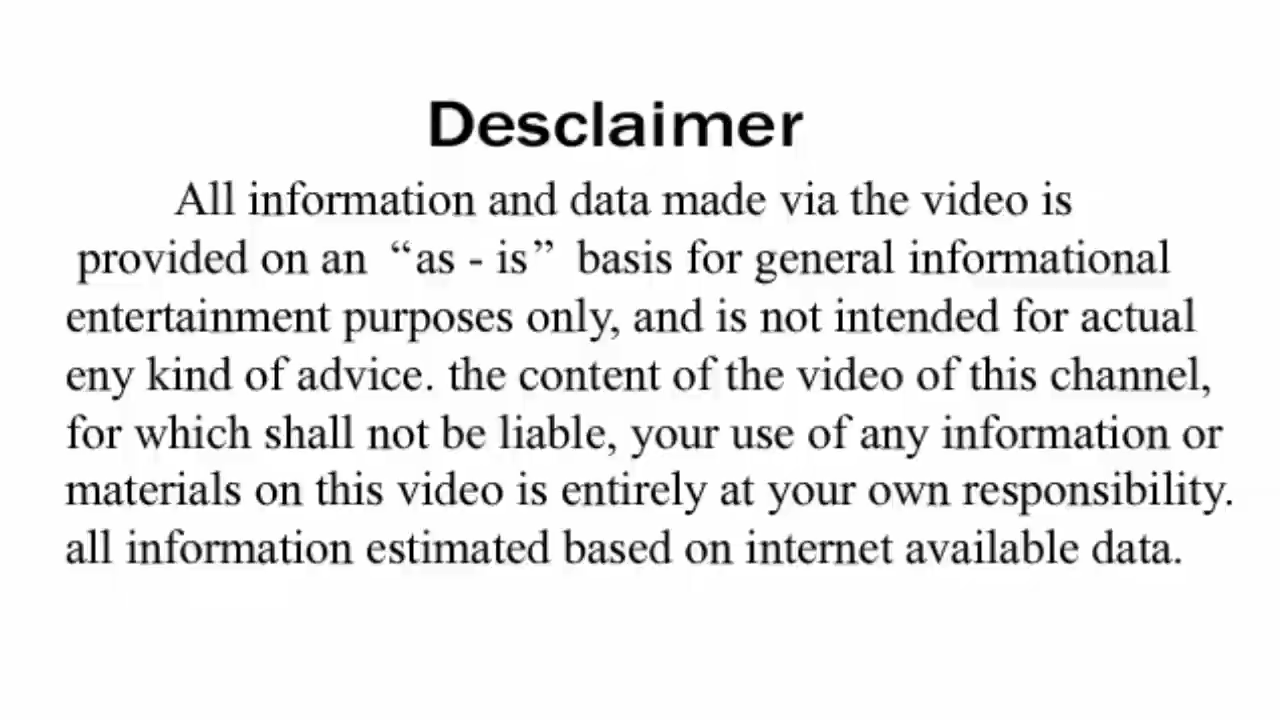 Desclaimer
All information and data made via the video is
provided on an “as - is” basis for general informational
entertainment purposes only, and is not intended for actual
eny kind of advice. the content of the video of this channel,
for which shall not be liable, your use of any information or
materials on this video is entirely at your own responsibility.
all information estimated based on internet available data.